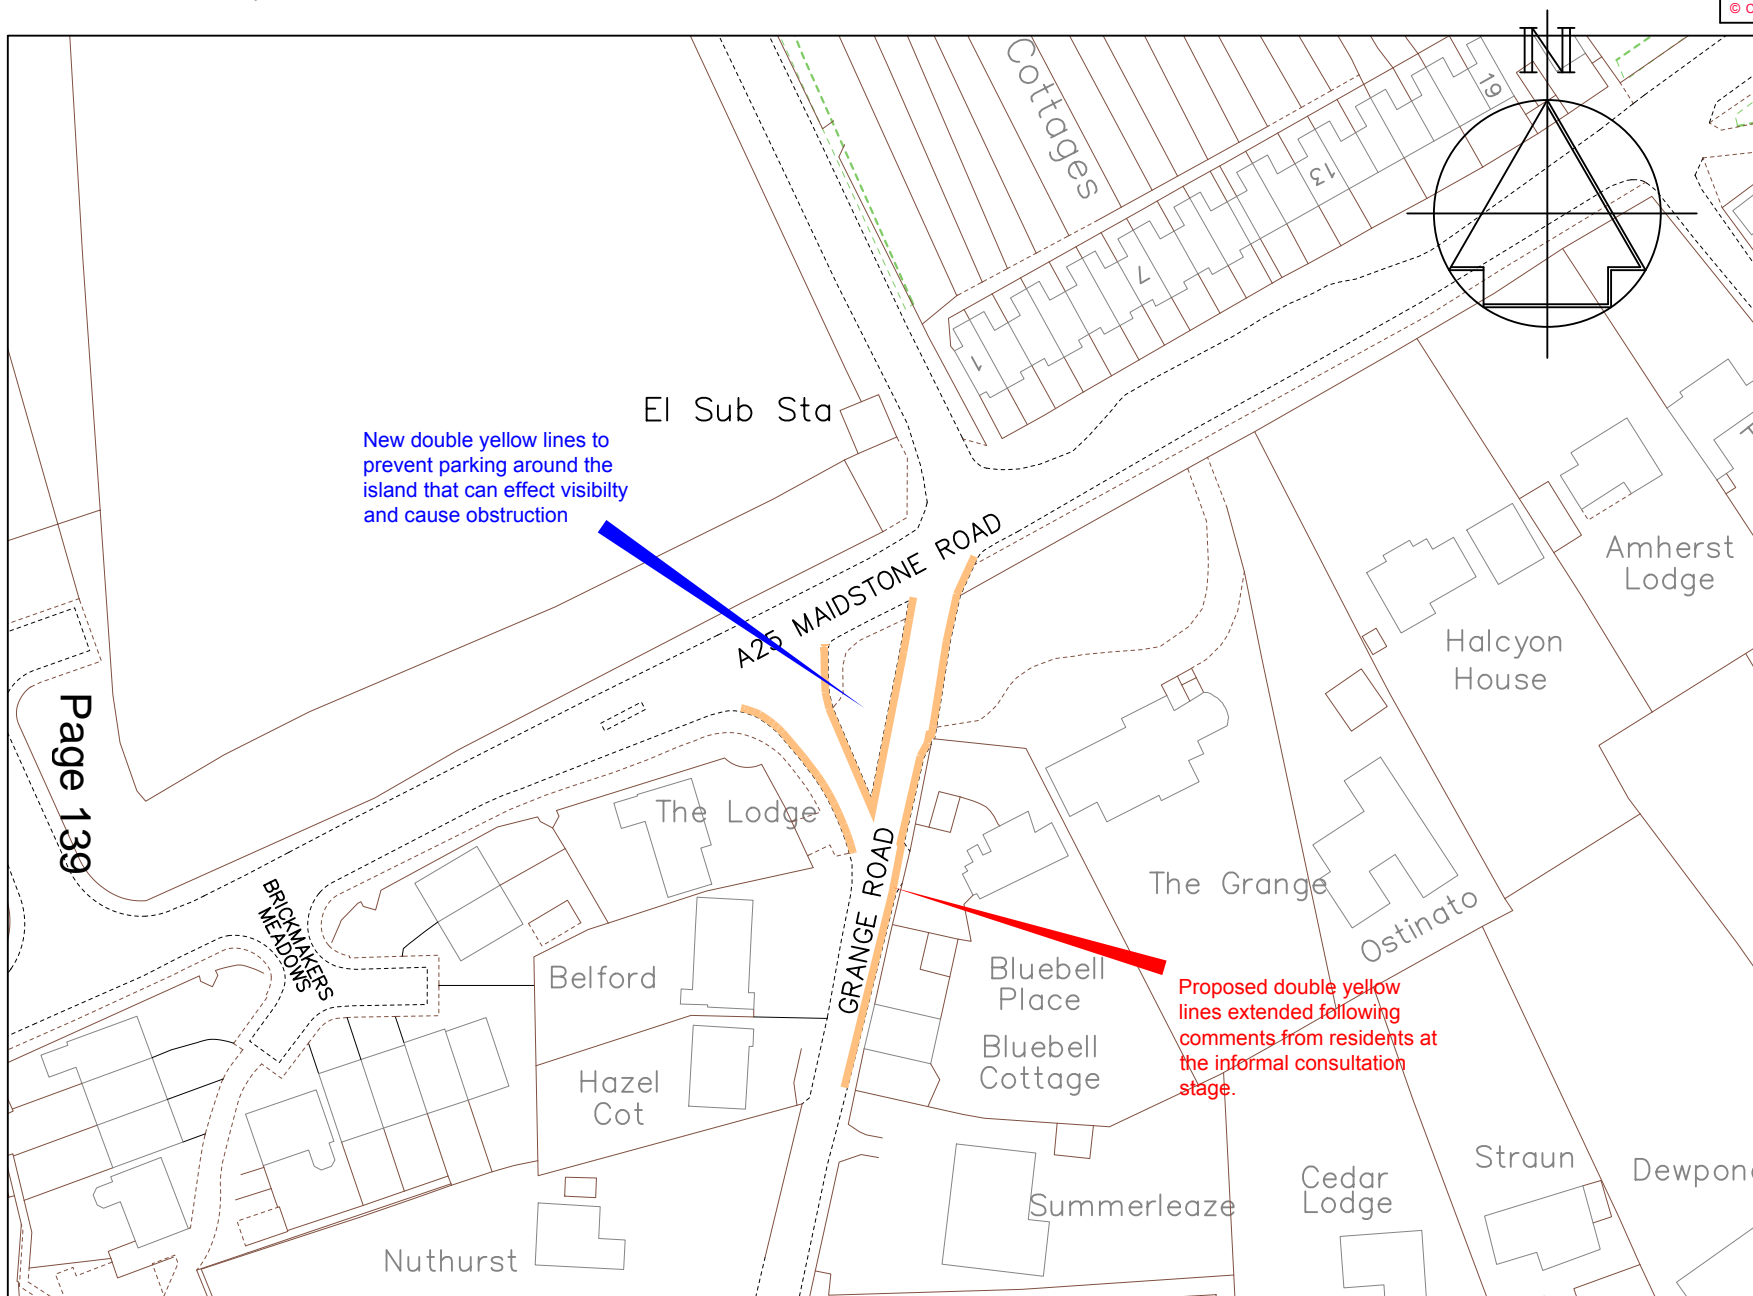 © C
N
Cottages
19
13
7
1
El Sub Sta
New double yellow lines to
prevent parking around the
island that can effect visibilty
and cause obstruction
A25 MAIDSTONE ROAD
Amherst
Lodge
Halcyon
House
Page 139
The Lodge
GRANGE ROAD
The Grange
Ostinato
BRICKMAKERS
MEADOWS
Belford
Bluebell
Place
Proposed double yellow
lines extended following
comments from residents at
the informal consultation
stage.
Bluebell
Cottage
Hazel
Cot
Straun
Dewpon
Cedar
Lodge
Summerleaze
Nuthurst